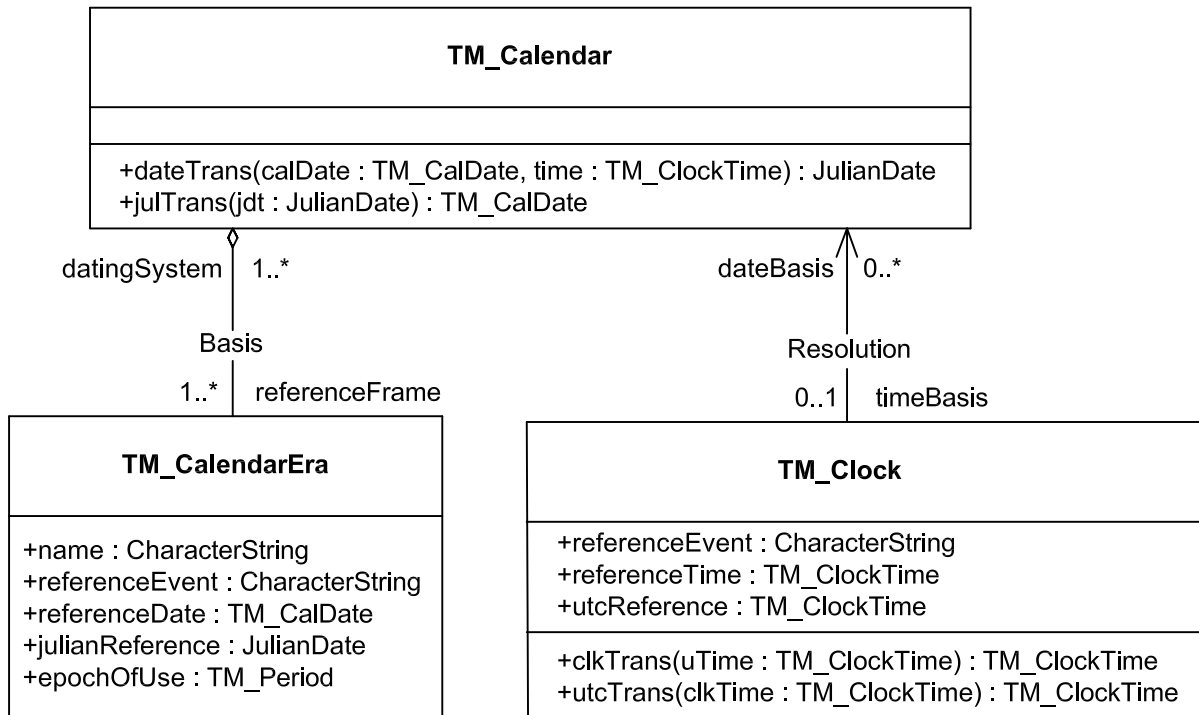 TM_Calendar
+dateTrans(calDate : TM_CalDate, time : TM_ClockTime) : JulianDate
+julTrans(jdt : JulianDate) : TM_CalDate
datingSystem 1..*
dateBasis 0..*
Basis
Resolution
1..* referenceFrame
0..1 timeBasis
TM_CalendarEra
+name : CharacterString
+referenceEvent : CharacterString
+referenceDate : TM_CalDate
+julianReference : JulianDate
+epochOfUse : TM_Period
TM_Clock
+referenceEvent : CharacterString
+referenceTime : TM_ClockTime
+utcReference : TM_ClockTime
+clkTrans(uTime : TM_ClockTime) : TM_ClockTime
+utcTrans(clkTime : TM_ClockTime) : TM_ClockTime